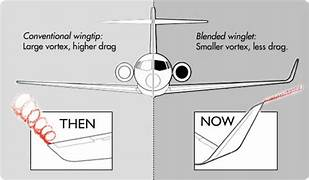 Conventional wingtip:
Large vortex, higher drag
Blended winglet:
Smaller vortex, less drag.
THEN
NOW